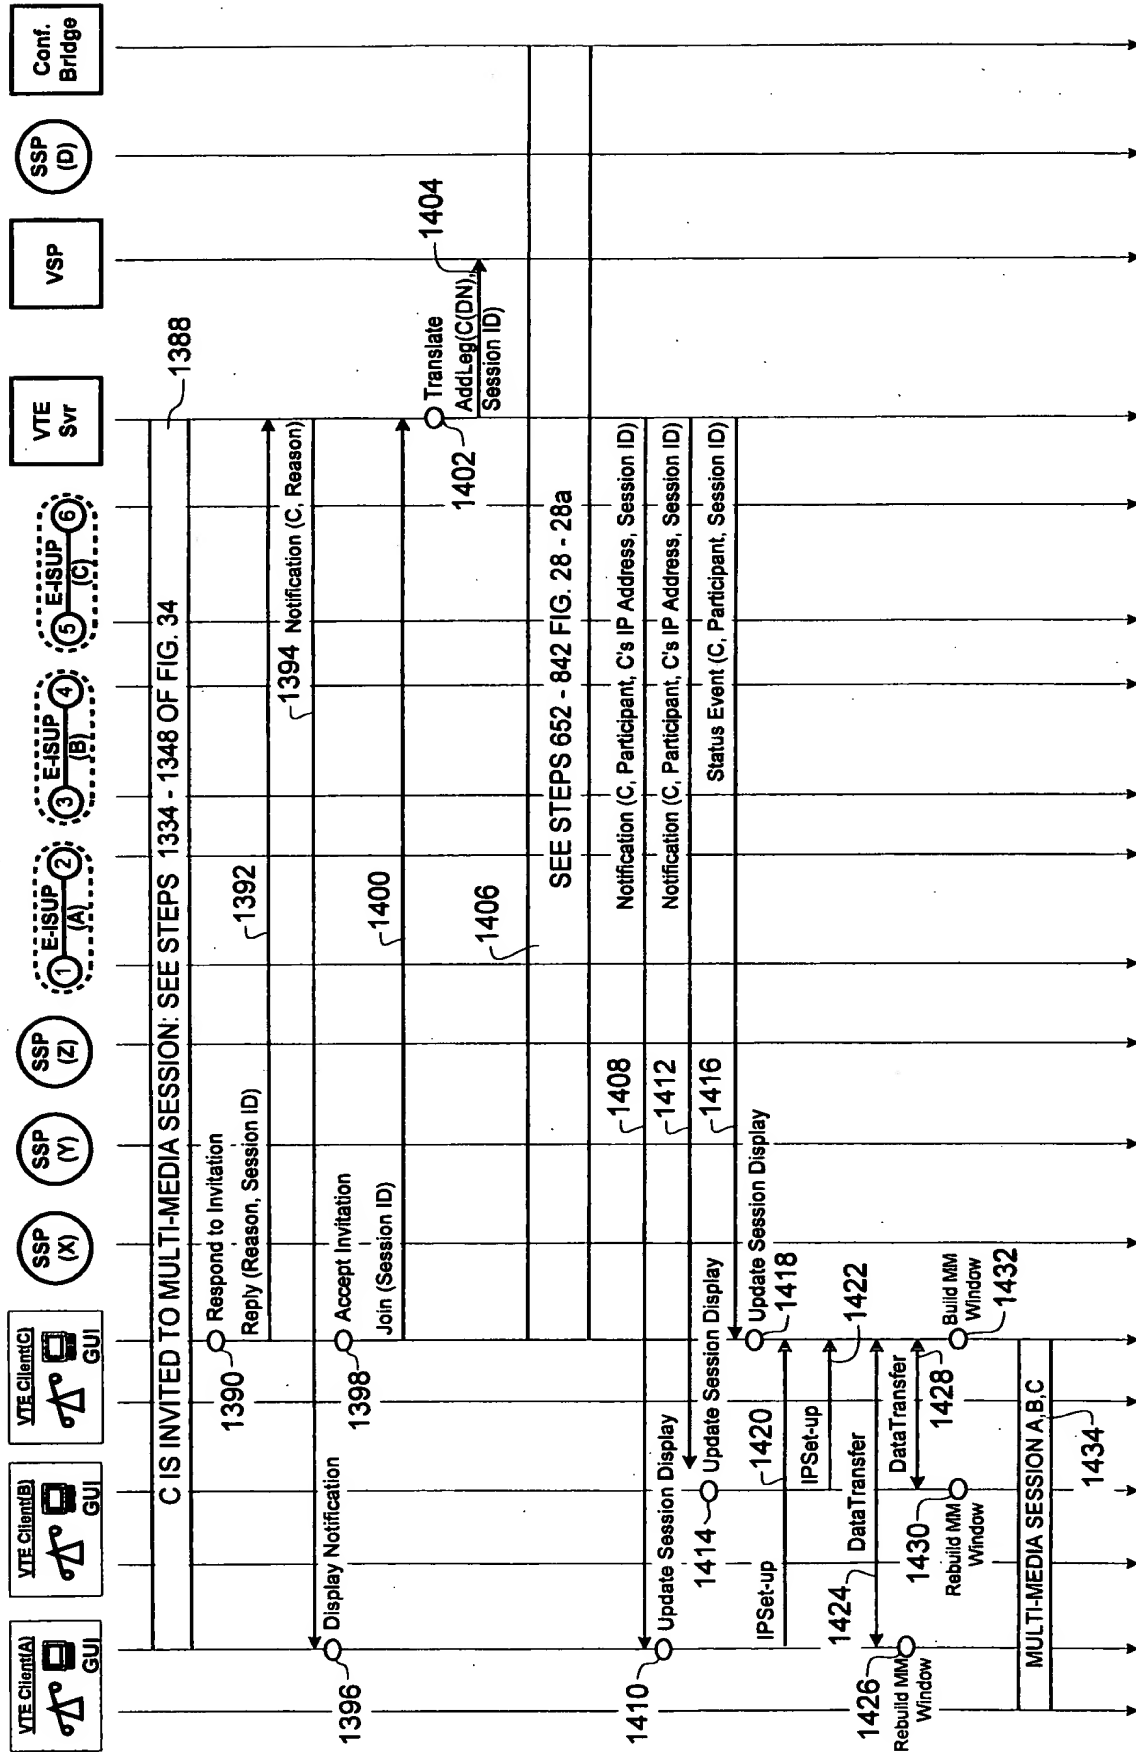 VTE Client(A)
GUI
VTE Client(B)
GUI
VTE Client(C)
GUI
SSP
(X)
SSP
(Y)
SSP
(Z)
1
E-ISUP
(A)
2
3
E-ISUP
(B)
4
5
E-ISUP
(C)
6
VTE
Svr
VSP
SSP
(D)
Conf.
Bridge
C IS INVITED TO MULTI-MEDIA SESSION: SEE STEPS 1334 - 1348 OF FIG. 34
1388
Respond to Invitation
1390
Reply (Reason, Session ID)
1392
1394 Notification (C, Reason)
Display Notification
1396
Accept Invitation
1398
Join (Session ID)
1400
Translate
1402
AddLeg(C(DN),
Session ID)
1404
1406
SEE STEPS 652 - 842 FIG. 28 - 28a
1408
Notification (C, Participant, C's IP Address, Session ID)
Update Session Display
1410
1412
Notification (C, Participant, C's IP Address, Session ID)
Update Session Display
1414
1416
Status Event (C, Participant, Session ID)
Update Session Display
1418
IPSet-up
1420
IPSet-up
1422
1424
DataTransfer
1426
Rebuild MM
Window
DataTransfer
1428
1430
Rebuild MM
Window
Build MM
Window
1432
MULTI-MEDIA SESSION A,B,C
1434